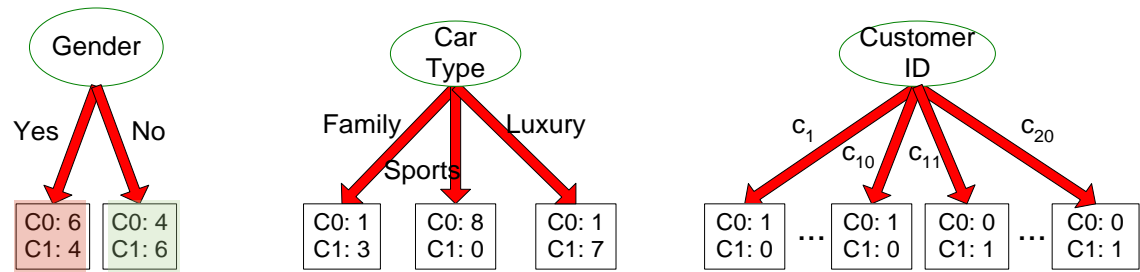 Gender
Yes
No
C0: 6
C1: 4
C0: 4
C1: 6
Car
Type
Family
Sports
Luxury
C0: 1
C1: 3
C0: 8
C1: 0
C0: 1
C1: 7
Customer
ID
c1
c10
c11
c20
C0: 1
C1: 0
...
C0: 1
C1: 0
C0: 0
C1: 1
...
C0: 0
C1: 1